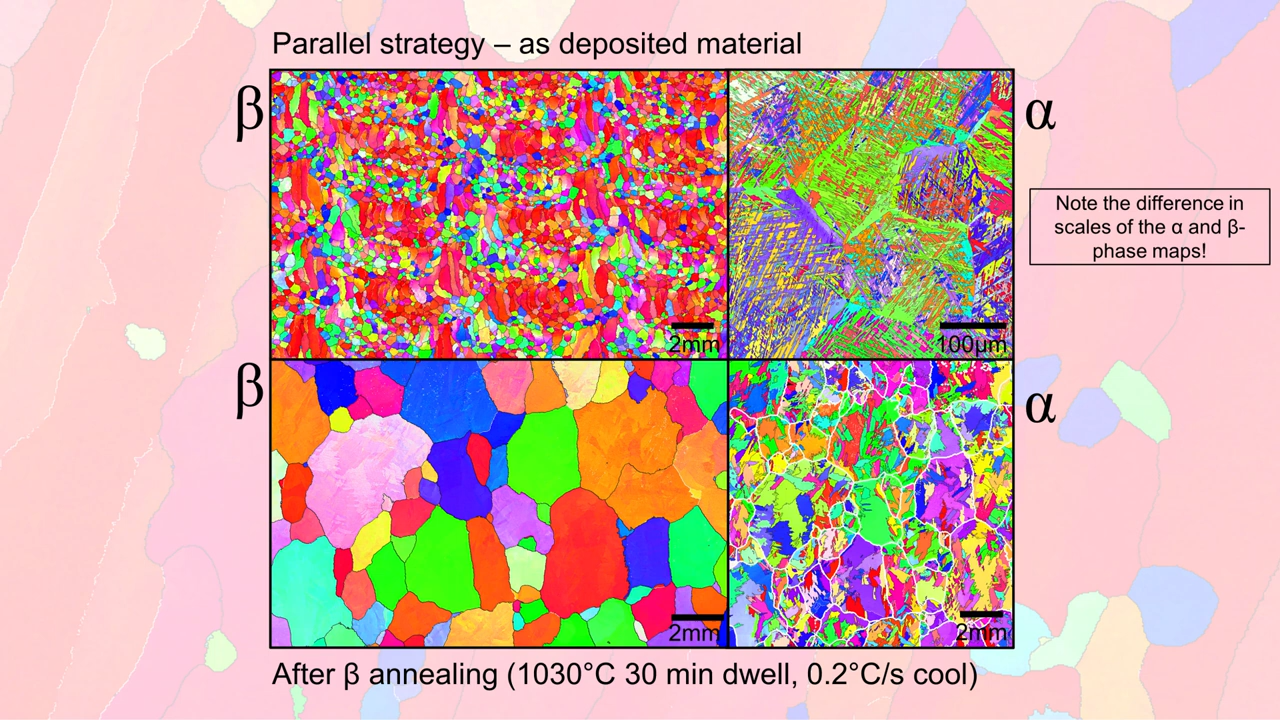 Parallel strategy – as deposited material
β
α
2mm
100µm
Note the difference in
scales of the α and β-
phase maps!
β
α
2mm
2mm
After β annealing (1030°C 30 min dwell, 0.2°C/s cool)